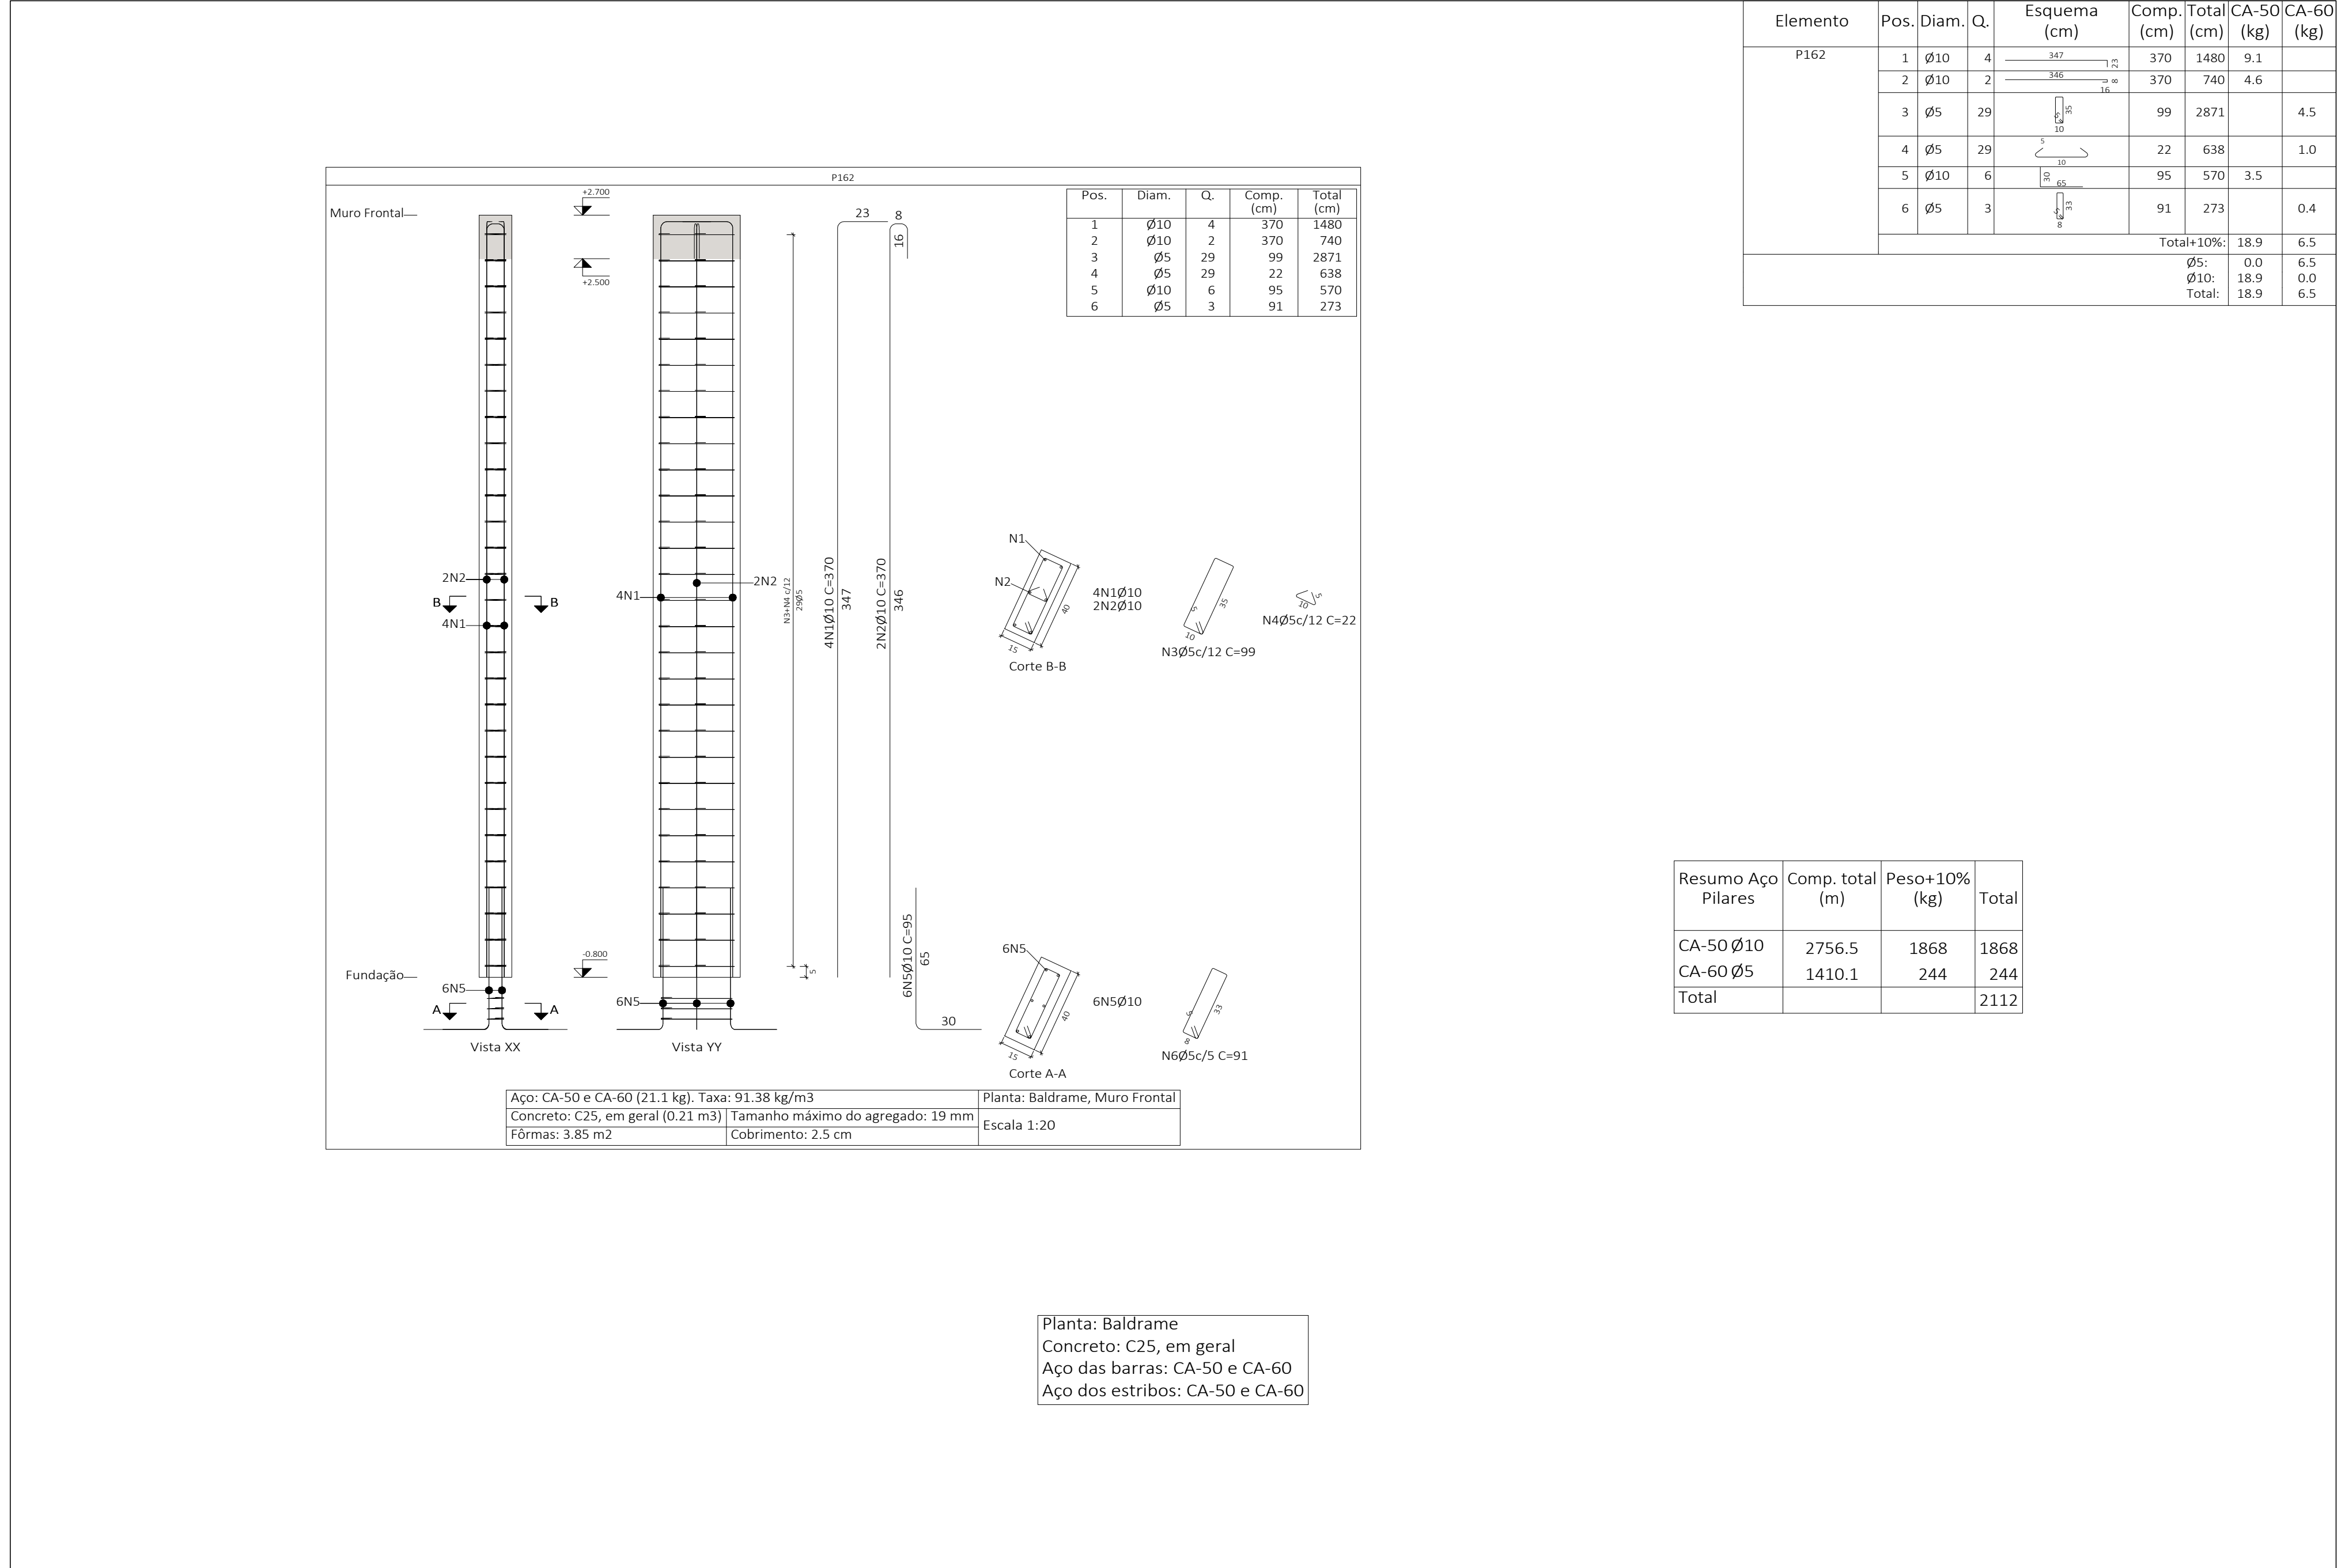 Elemento Pos. Diam. Q. Esquema (cm) Comp. (cm) Total (cm) CA-50 (kg) CA-60 (kg)
P162
1 Ø10 4 347 23 370 1480 9.1
2 Ø10 2 346 8 16 370 740 4.6
3 Ø5 29 5 35 10 99 2871 4.5
4 Ø5 29 5 10 22 638 1.0
5 Ø10 6 30 65 95 570 3.5
6 Ø5 3 5 33 8 91 273 0.4
Total+10%: 18.9 6.5
Ø5: 0.0 6.5
Ø10: 18.9 0.0
Total: 18.9 6.5
P162
Pos. Diam. Q. Comp. (cm) Total (cm)
1 Ø10 4 370 1480
2 Ø10 2 370 740
3 Ø5 29 99 2871
4 Ø5 29 22 638
5 Ø10 6 95 570
6 Ø5 3 91 273
Muro Frontal
+2.700
+2.500
23
8
16
2N2
B B
4N1
4N1
2N2
N3+N4 c/12
29Ø5
4N1Ø10 C=370
347
2N2Ø10 C=370
346
N1
N2
4N1Ø10
2N2Ø10
40
15
Corte B-B
5
35
10
N3Ø5c/12 C=99
5
10
N4Ø5c/12 C=22
Fundação
-0.800
5
6N5
A A
6N5
Vista XX
Vista YY
6N5Ø10 C=95
65
30
6N5
6N5Ø10
40
15
Corte A-A
5
33
8
N6Ø5c/5 C=91
Aço: CA-50 e CA-60 (21.1 kg). Taxa: 91.38 kg/m3
Planta: Baldrame, Muro Frontal
Concreto: C25, em geral (0.21 m3)
Tamanho máximo do agregado: 19 mm
Escala 1:20
Fôrmas: 3.85 m2
Cobrimento: 2.5 cm
Resumo Aço Comp. total Peso+10%
Pilares (m) (kg) Total
CA-50 Ø10 2756.5 1868 1868
CA-60 Ø5 1410.1 244 244
Total 2112
Planta: Baldrame
Concreto: C25, em geral
Aço das barras: CA-50 e CA-60
Aço dos estribos: CA-50 e CA-60